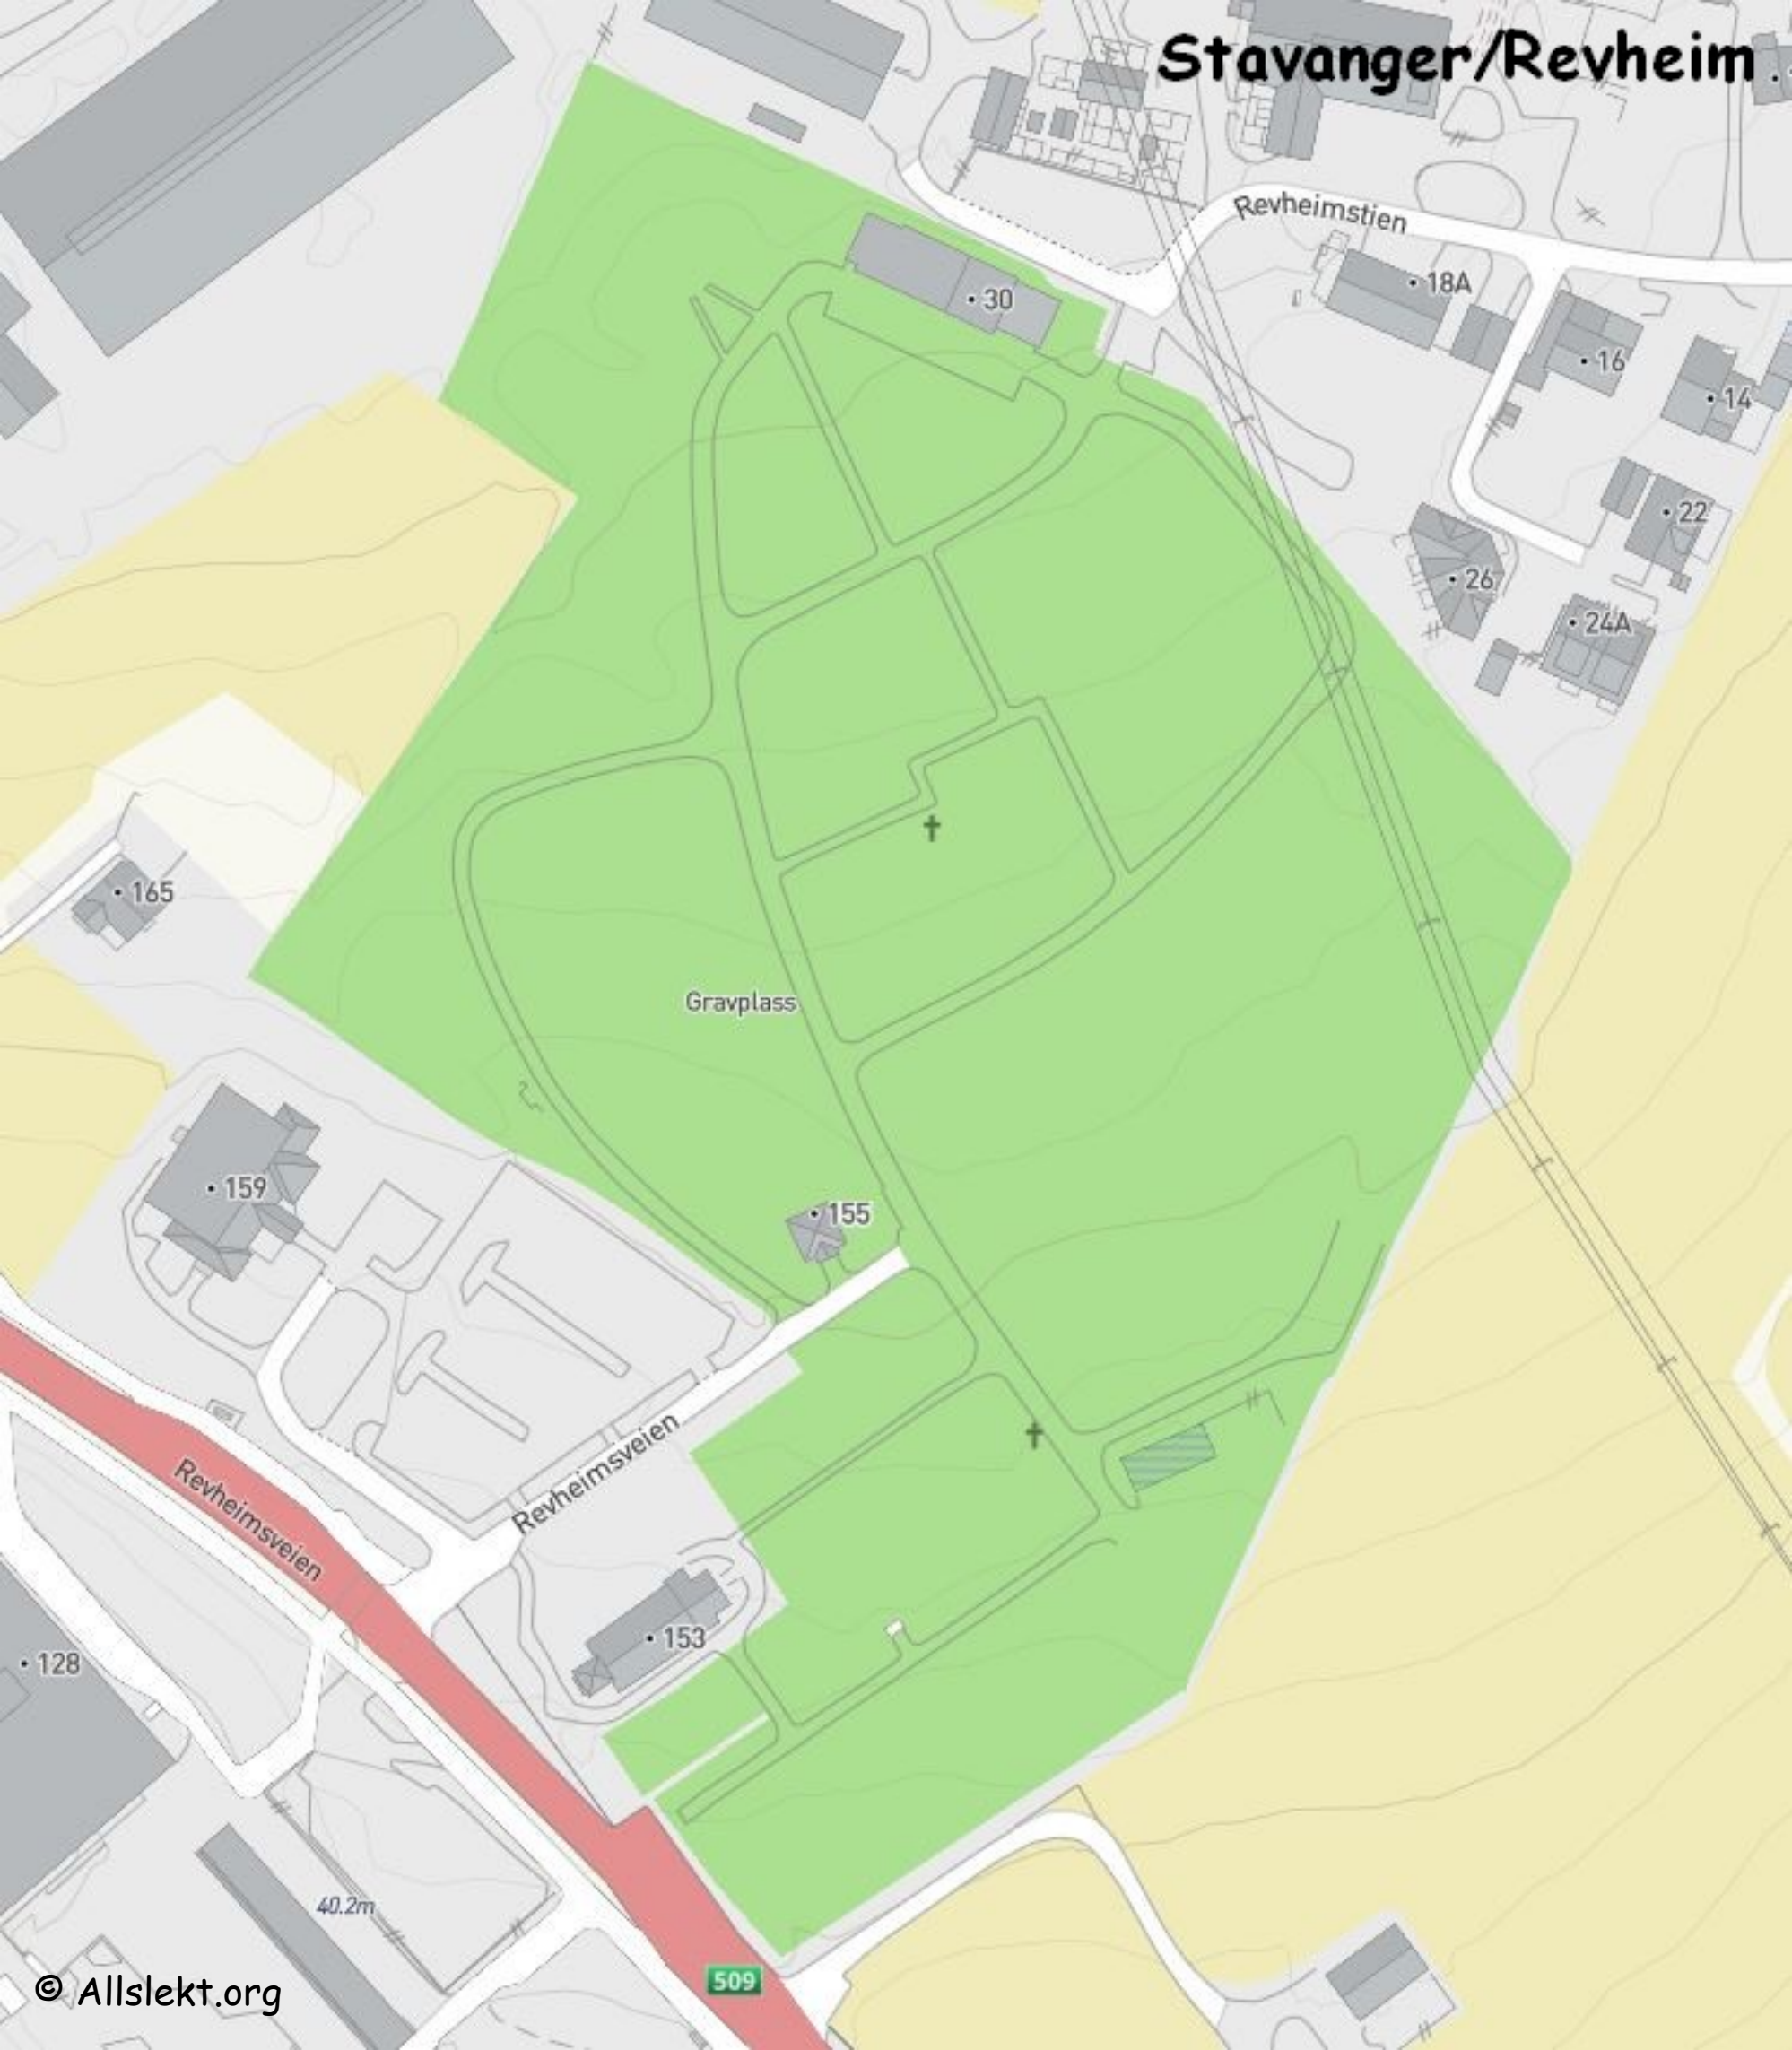 Stavanger/Revheim
Revheimstien
30
18A
16
14
22
26
24A
165
Gravplass
159
155
Revheimsveien
Revheimsveien
153
128
40.2m
509
© Allslekt.org